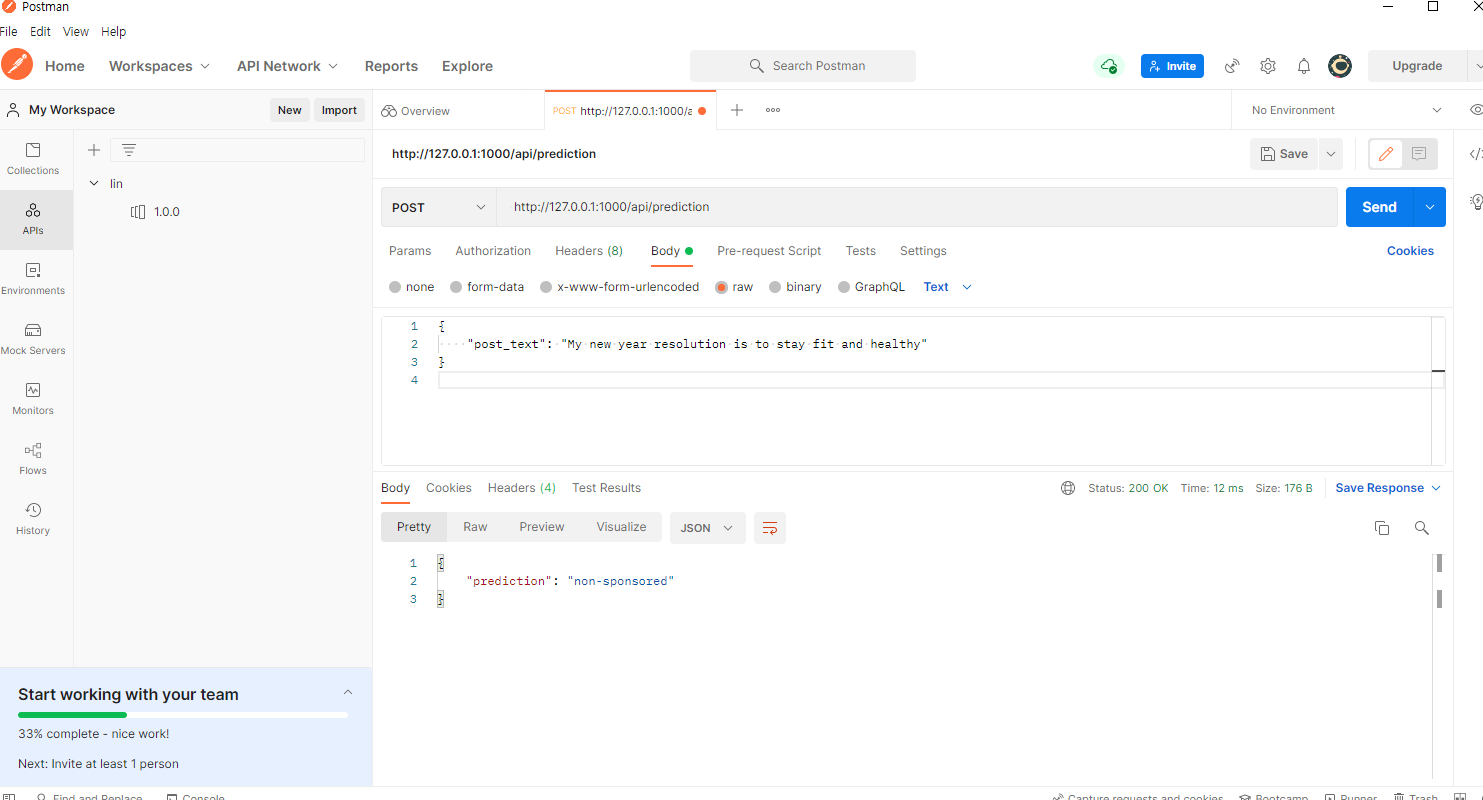 Postman
File Edit View Help
Home Workspaces API Network Reports Explore Search Postman Invite Upgrade
My Workspace New Import Overview POST http://127.0.0.1:1000/a No Environment
http://127.0.0.1:1000/api/prediction Save
Collections
lin
1.0.0
APIs
Environments
Mock Servers
Monitors
Flows
History
POST http://127.0.0.1:1000/api/prediction Send
Params Authorization Headers (8) Body Pre-request Script Tests Settings Cookies
none form-data x-www-form-urlencoded raw binary GraphQL Text
1 {
2 "post_text": "My new year resolution is to stay fit and healthy"
3 }
4
Body Cookies Headers (4) Test Results Status: 200 OK Time: 12 ms Size: 176 B Save Response
Pretty Raw Preview Visualize JSON
1 {
2 "prediction": "non-sponsored"
3 }
Start working with your team
33% complete - nice work!
Next: Invite at least 1 person
Find and Replace Console Capture requests and cookies Bootcamp Runner Trash